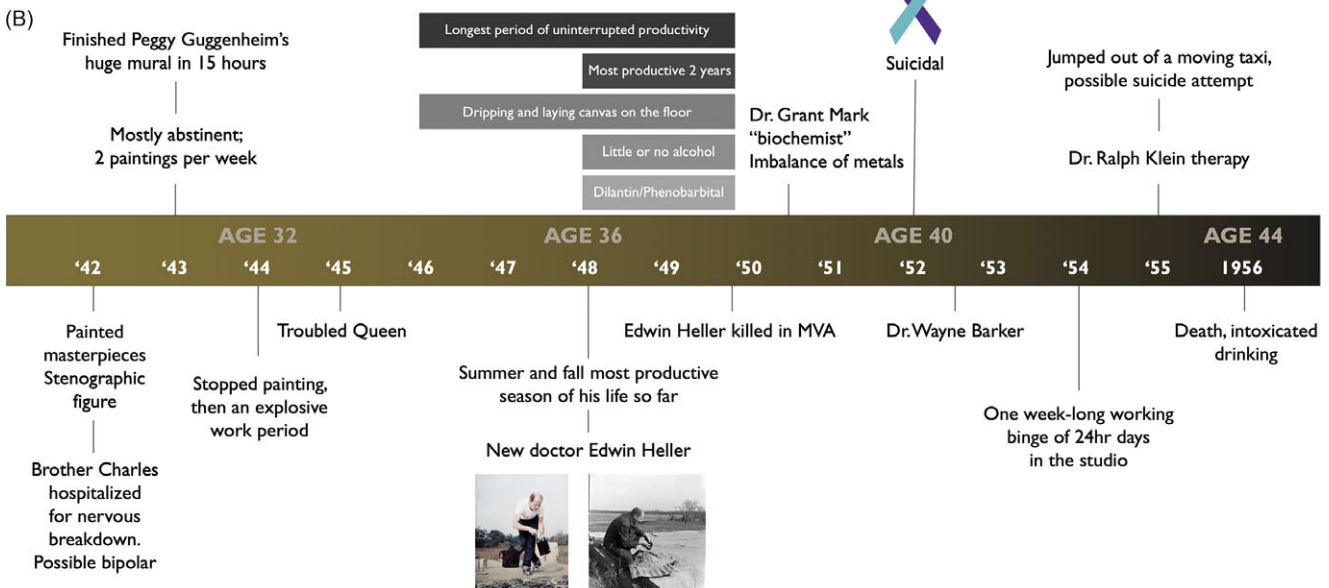 (B)
Finished Peggy Guggenheim's
huge mural in 15 hours
Mostly abstinent;
2 paintings per week
Longest period of uninterrupted productivity
Most productive 2 years
Dripping and laying canvas on the floor
Little or no alcohol
Dilantin/Phenobarbital
Dr. Grant Mark
“biochemist”
Imbalance of metals
Suicidal
Jumped out of a moving taxi,
possible suicide attempt
Dr. Ralph Klein therapy
AGE 32 AGE 36 AGE 40 AGE 44
‘42 ‘43 ‘44 ‘45 ‘46 ‘47 ‘48 ‘49 ‘50 ‘51 ‘52 ‘53 ‘54 ‘55 1956
Painted
masterpieces
Stenographic
figure
Brother Charles
hospitalized
for nervous
breakdown.
Possible bipolar
Stopped painting,
then an explosive
work period
Troubled Queen
Summer and fall most productive
season of his life so far
New doctor Edwin Heller
Edwin Heller killed in MVA
Dr. Wayne Barker
One week-long working
binge of 24hr days
in the studio
Death, intoxicated
drinking